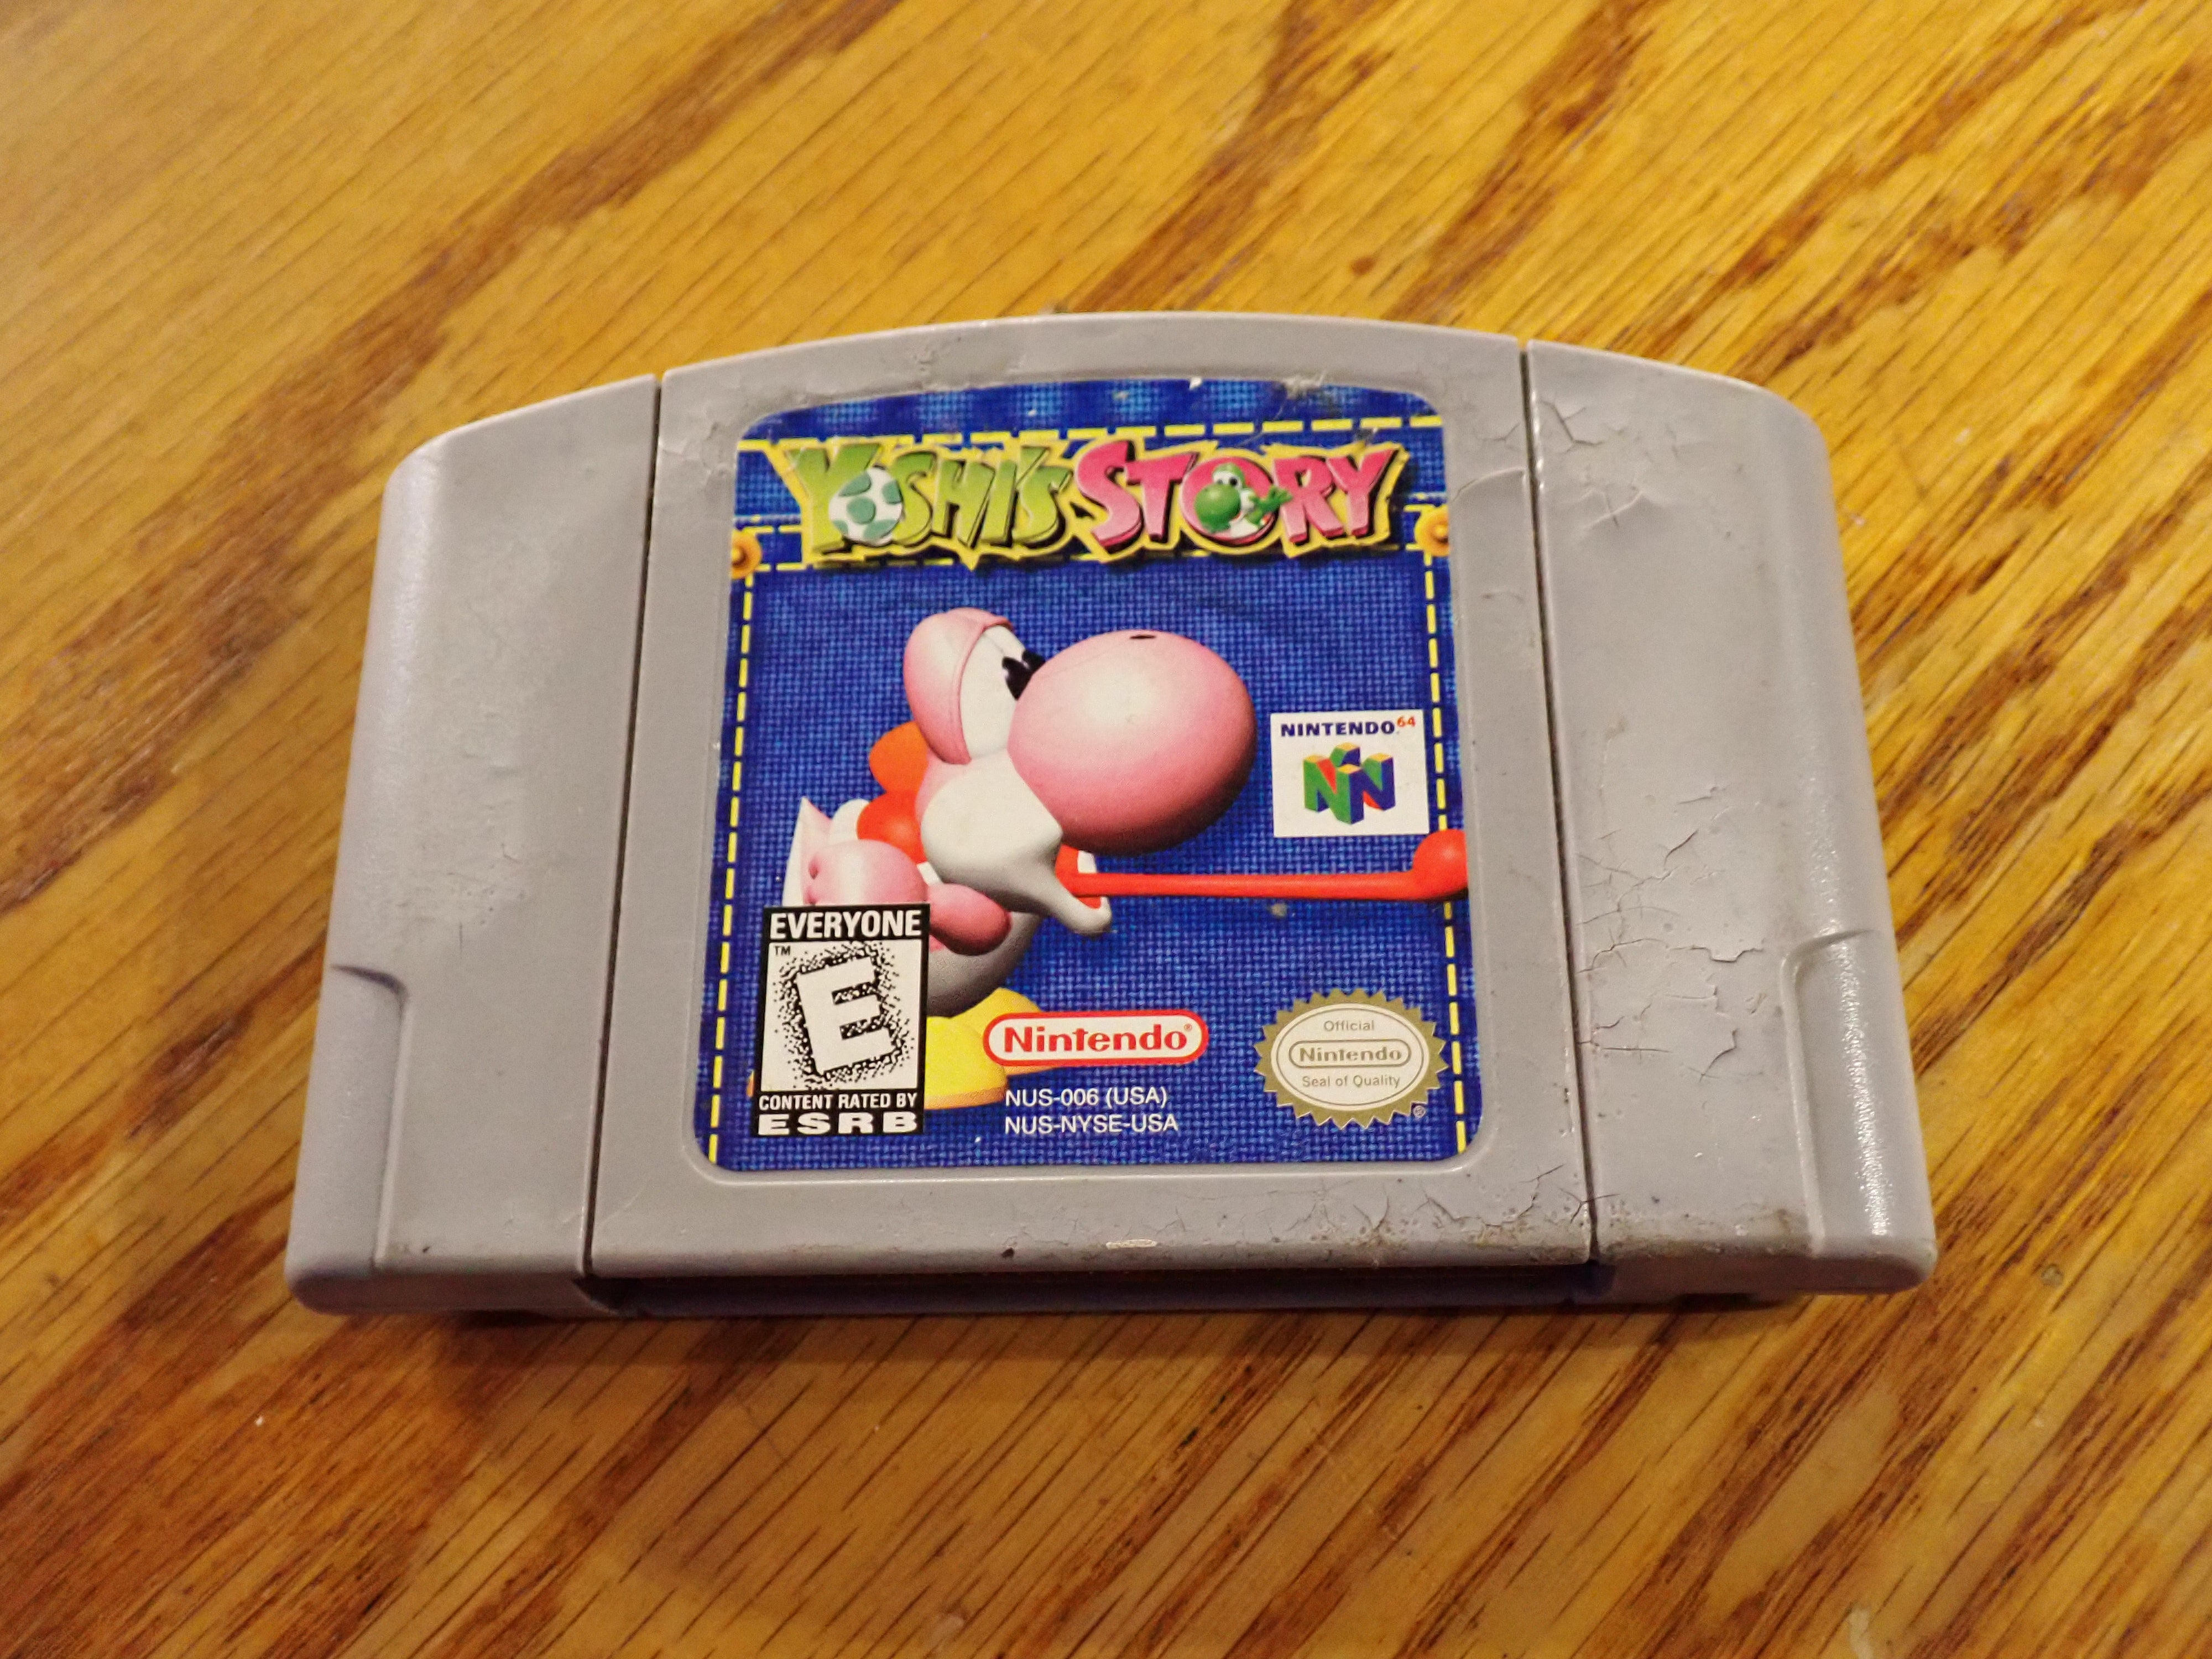 YOSHI'S STORY
NINTENDO 64
EVERYONE
™
E
CONTENT RATED BY
ESRB
Nintendo®
NUS-006 (USA)
NUS-NYSE-USA
Official
Nintendo
Seal of Quality
®